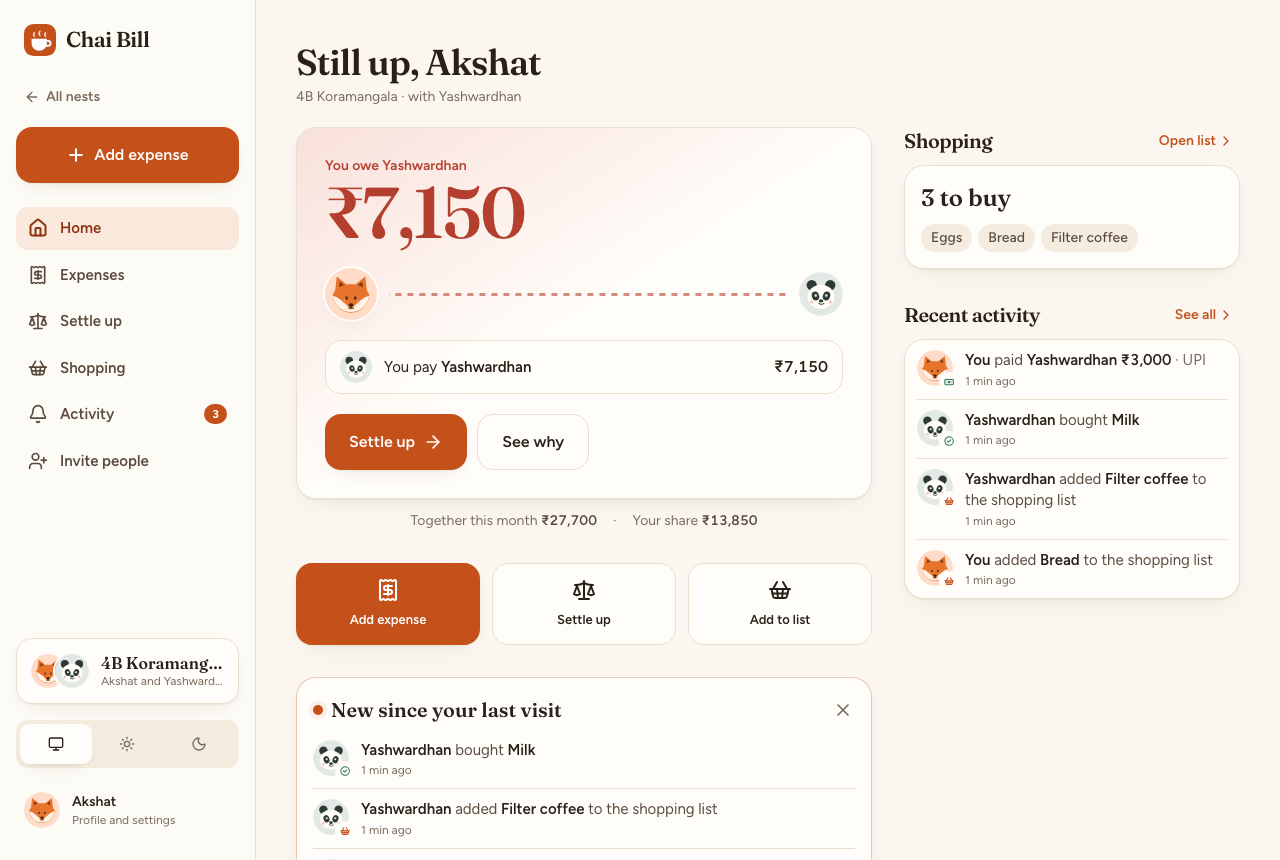 Chai Bill
All nests
Add expense
Home
Expenses
Settle up
Shopping
Activity 3
Invite people
4B Koramang...
Akshat and Yashward...
Akshat
Profile and settings
Still up, Akshat
4B Koramangala · with Yashwardhan
You owe Yashwardhan
₹7,150
You pay Yashwardhan ₹7,150
Settle up
See why
Together this month ₹27,700 · Your share ₹13,850
Add expense
Settle up
Add to list
New since your last visit
Yashwardhan bought Milk
1 min ago
Yashwardhan added Filter coffee to the shopping list
1 min ago
Shopping
Open list
3 to buy
Eggs Bread Filter coffee
Recent activity
See all
You paid Yashwardhan ₹3,000 · UPI
1 min ago
Yashwardhan bought Milk
1 min ago
Yashwardhan added Filter coffee to
the shopping list
1 min ago
You added Bread to the shopping list
1 min ago